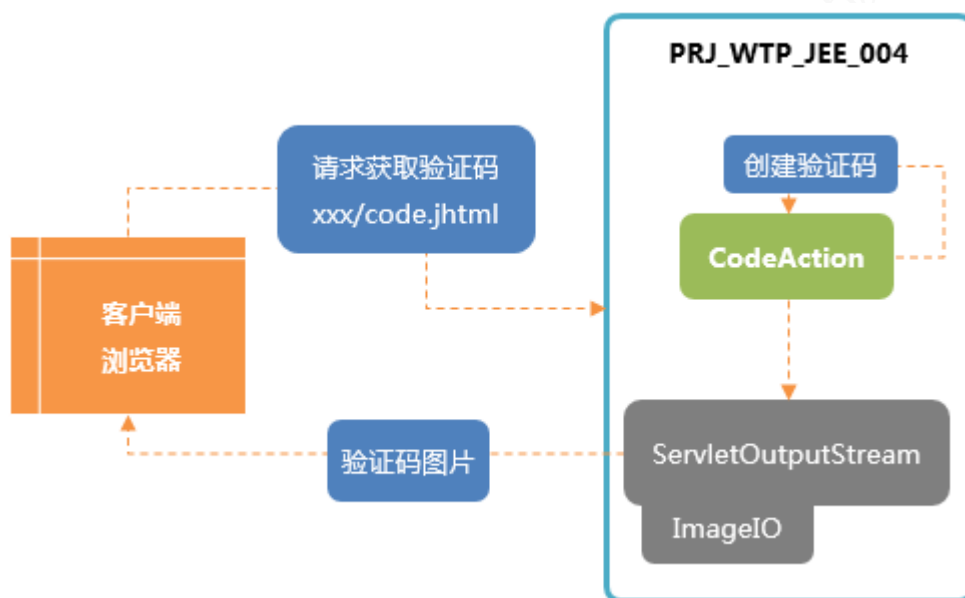 PRJ_WTP_JEE_004
请求获取验证码
xxx/code.jhtml
创建验证码
CodeAction
客户端
浏览器
验证码图片
ServletOutputStream
ImageIO